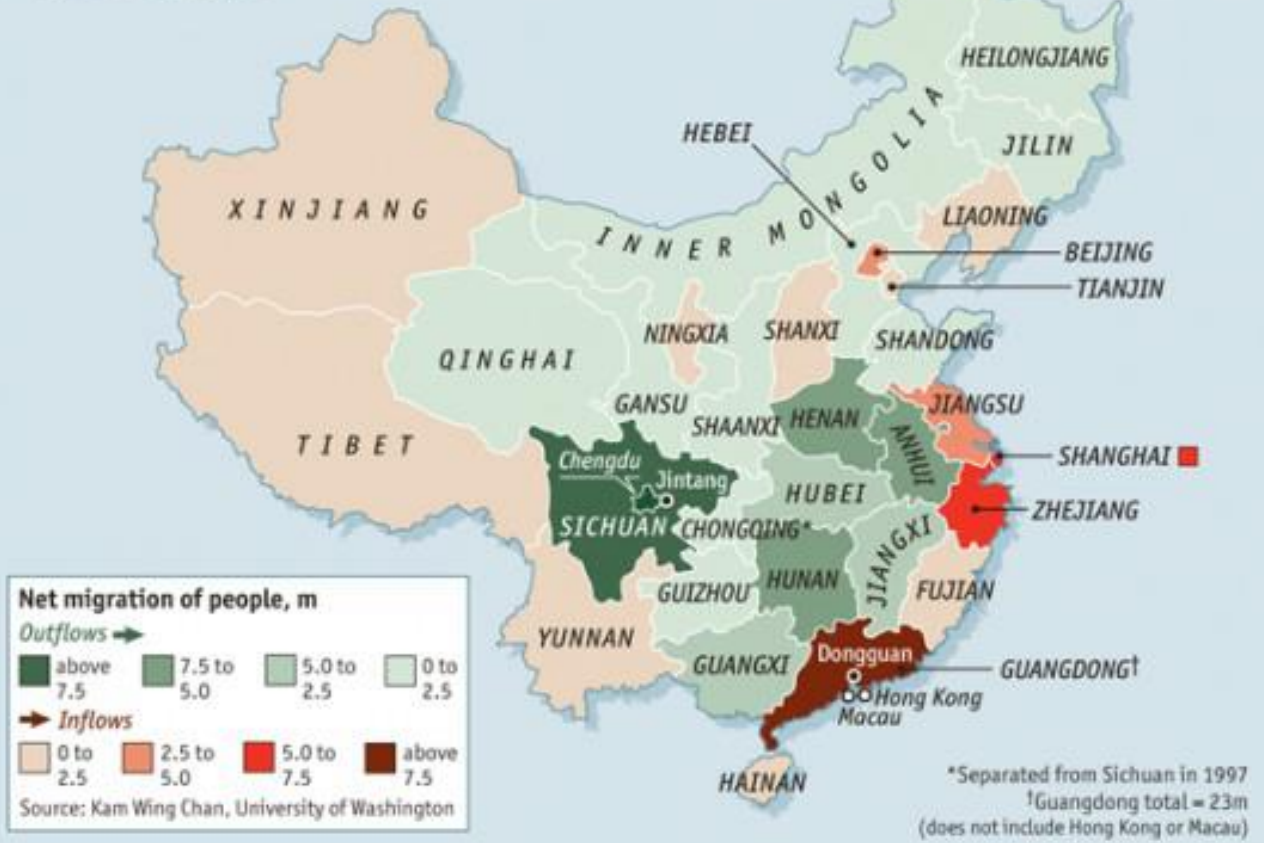 HEILONGJIANG
HEBEI
JILIN
XINJIANG
INNER MONGOLIA
LIAONING
BEIJING
TIANJIN
NINGXIA
SHANXI
SHANDONG
QINGHAI
GANSU
SHAANXI
HENAN
JIANGSU
TIBET
ANHUI
SHANGHAI
Chengdu
Jintang
HUBEI
ZHEJIANG
SICHUAN
CHONGQING*
JIANGXI
HUNAN
GUIZHOU
FUJIAN
YUNNAN
GUANGXI
Dongguan
GUANGDONG†
Hong Kong
Macau
HAINAN
Net migration of people, m
Outflows
above 7.5
7.5 to 5.0
5.0 to 2.5
0 to 2.5
Inflows
0 to 2.5
2.5 to 5.0
5.0 to 7.5
above 7.5
Source: Kam Wing Chan, University of Washington
*Separated from Sichuan in 1997
†Guangdong total = 23m
(does not include Hong Kong or Macau)